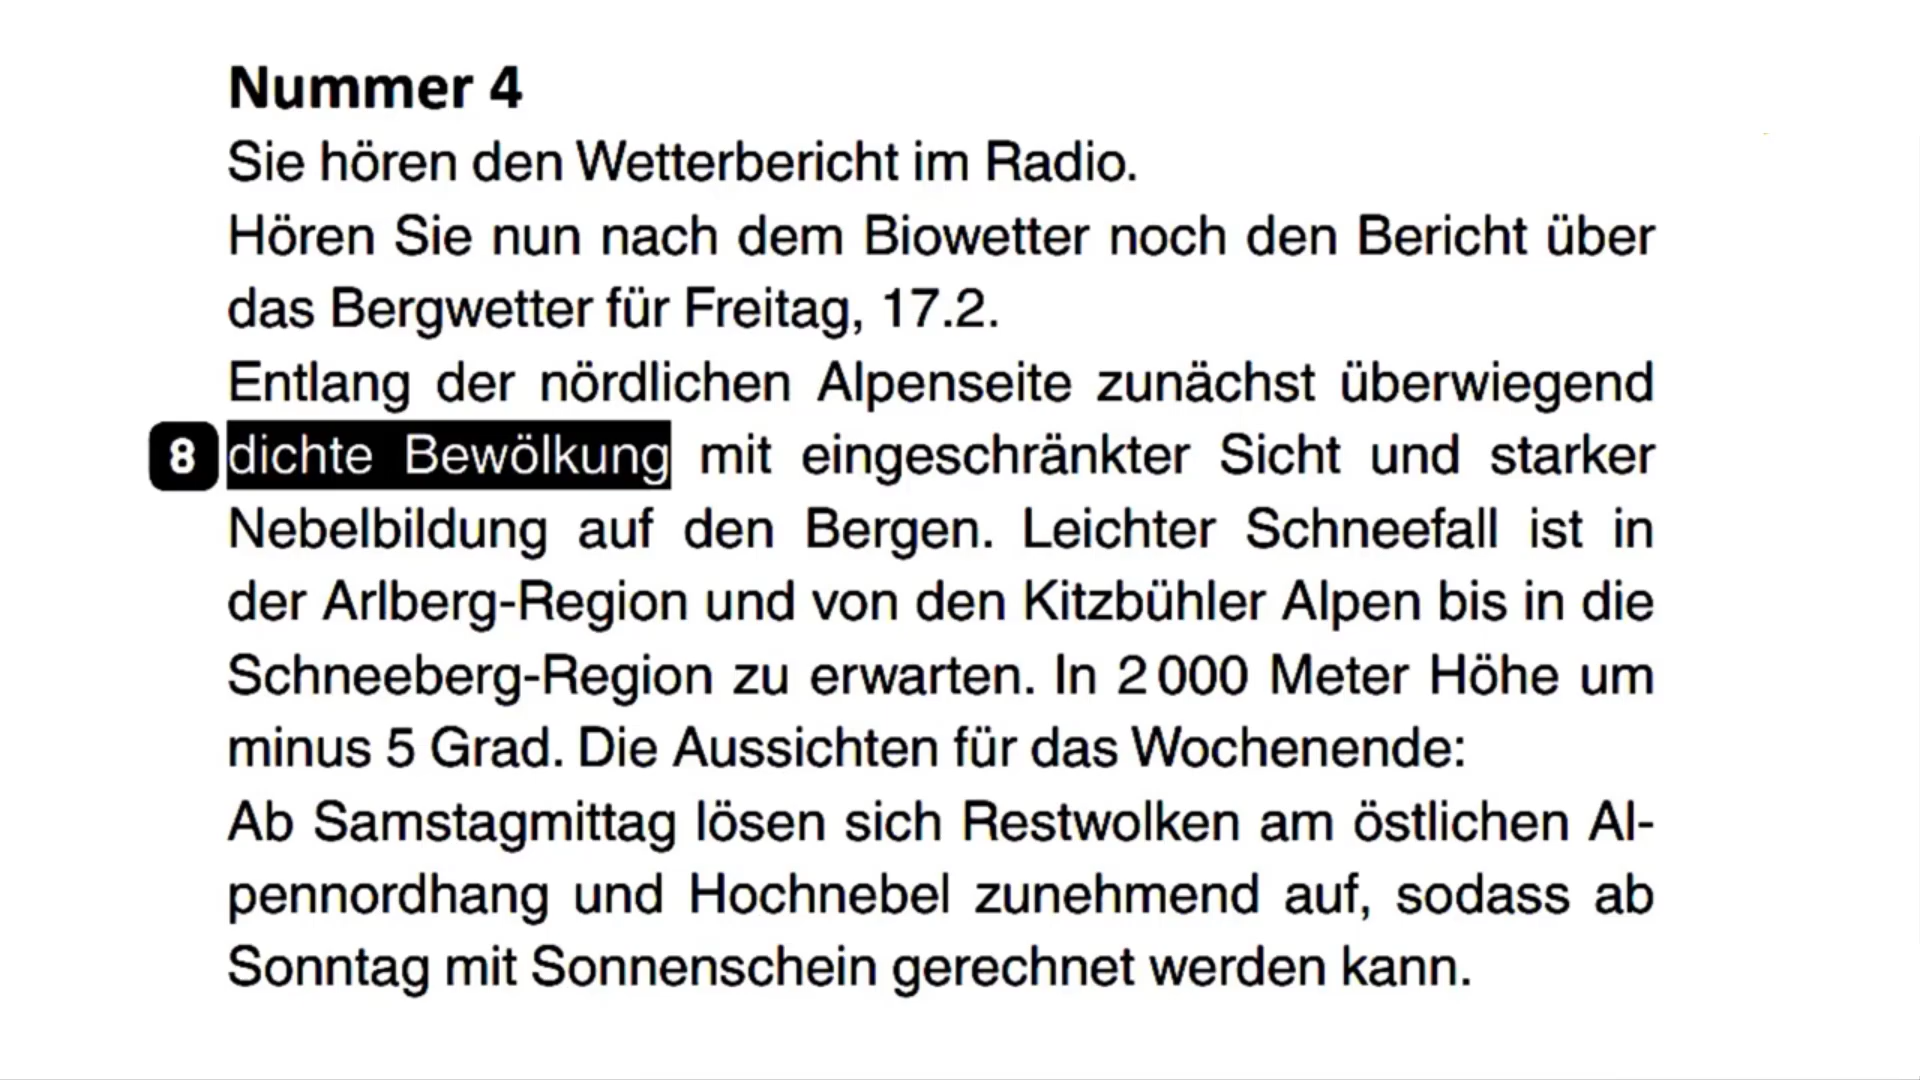 Nummer 4
Sie hören den Wetterbericht im Radio.
Hören Sie nun nach dem Biowetter noch den Bericht über
das Bergwetter für Freitag, 17.2.
Entlang der nördlichen Alpenseite zunächst überwiegend
8 dichte Bewölkung mit eingeschränkter Sicht und starker
Nebelbildung auf den Bergen. Leichter Schneefall ist in
der Arlberg-Region und von den Kitzbühler Alpen bis in die
Schneeberg-Region zu erwarten. In 2 000 Meter Höhe um
minus 5 Grad. Die Aussichten für das Wochenende:
Ab Samstagmittag lösen sich Restwolken am östlichen Al-
pennordhang und Hochnebel zunehmend auf, sodass ab
Sonntag mit Sonnenschein gerechnet werden kann.